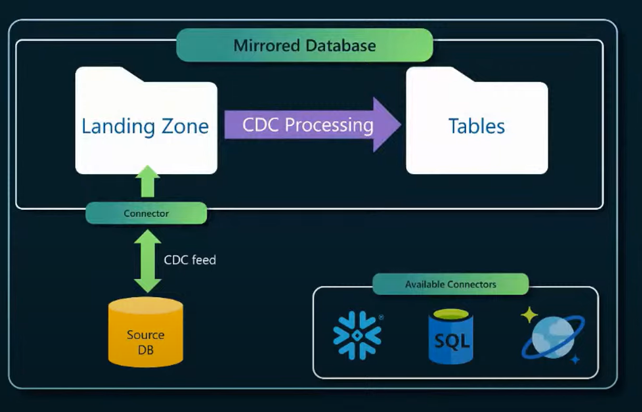 Mirrored Database
Landing Zone
CDC Processing
Tables
Connector
CDC feed
Source
DB
Available Connectors
®
SQL